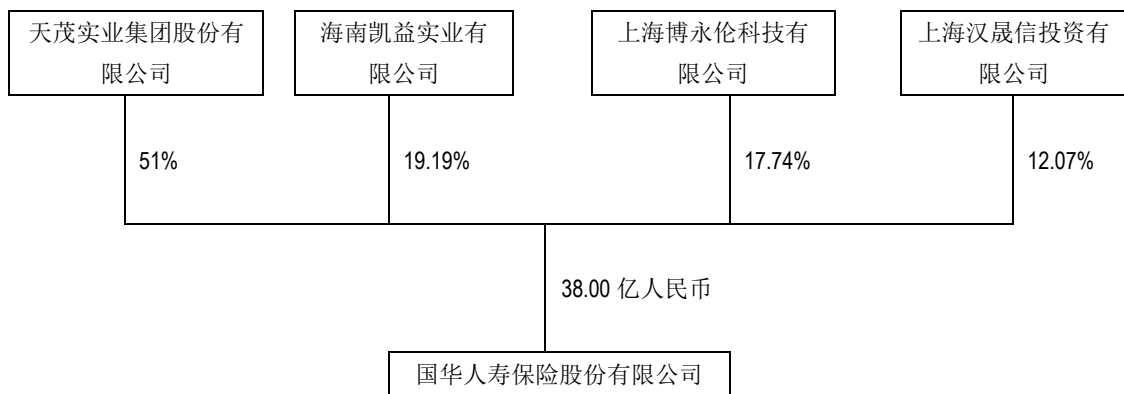 天茂实业集团股份有
限公司
海南凯益实业有
限公司
上海博永伦科技有
限公司
上海汉晟信投资有
限公司
51%
19.19%
17.74%
12.07%
38.00 亿人民币
国华人寿保险股份有限公司